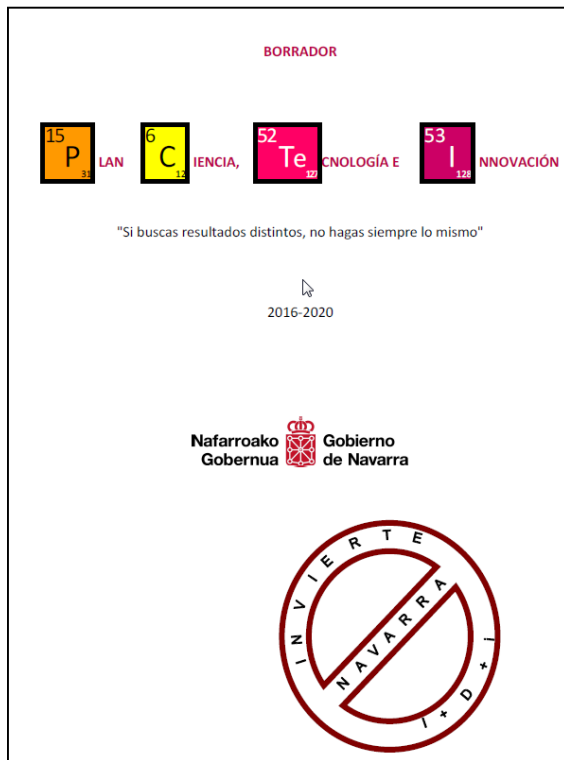 BORRADOR
15 P 31 LAN 6 C 12 IENCIA, 52 Te 127 CNOLOGÍA E 53 I 128 NNOVACIÓN
"Si buscas resultados distintos, no hagas siempre lo mismo"
2016-2020
Nafarroako Gobernua
Gobierno de Navarra
INVIERTE
NAVARRA
I+D+i